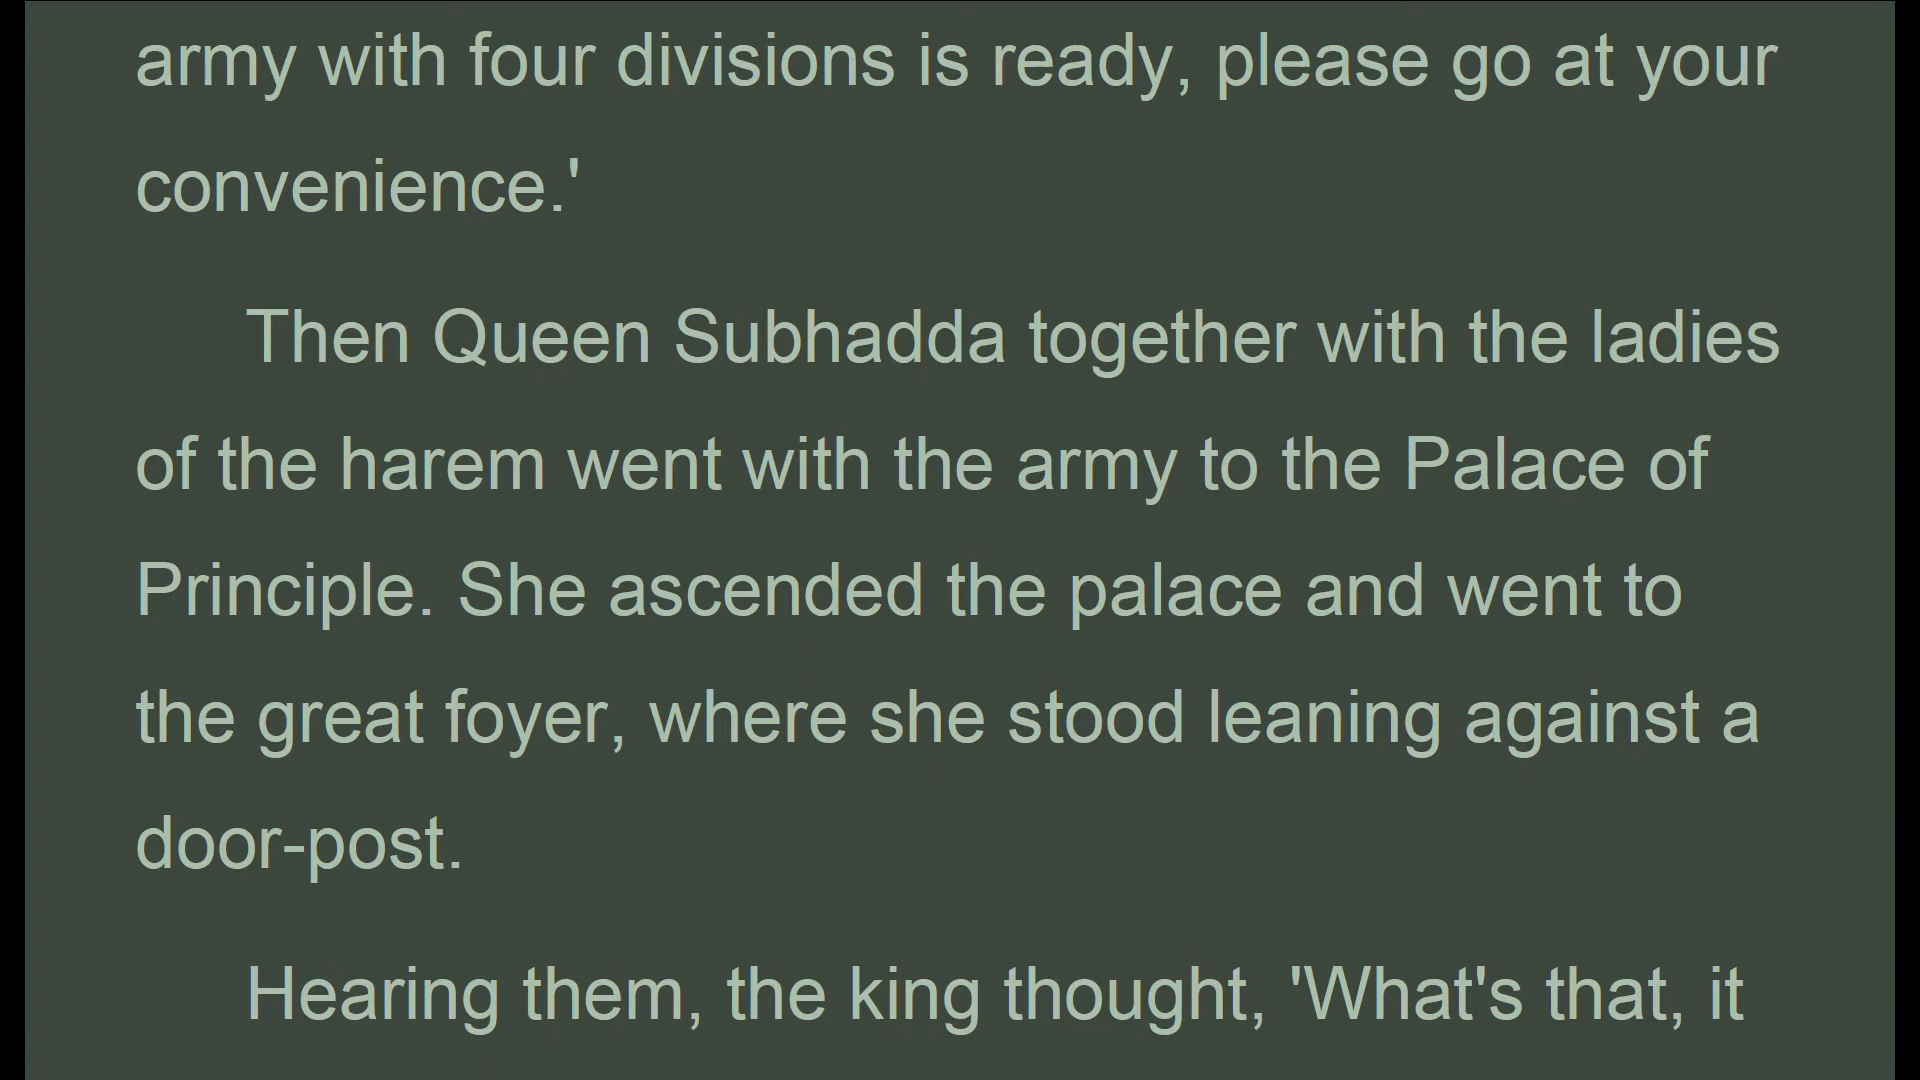 army with four divisions is ready, please go at your
convenience.'
Then Queen Subhadda together with the ladies
of the harem went with the army to the Palace of
Principle. She ascended the palace and went to
the great foyer, where she stood leaning against a
door-post.
Hearing them, the king thought, 'What's that, it